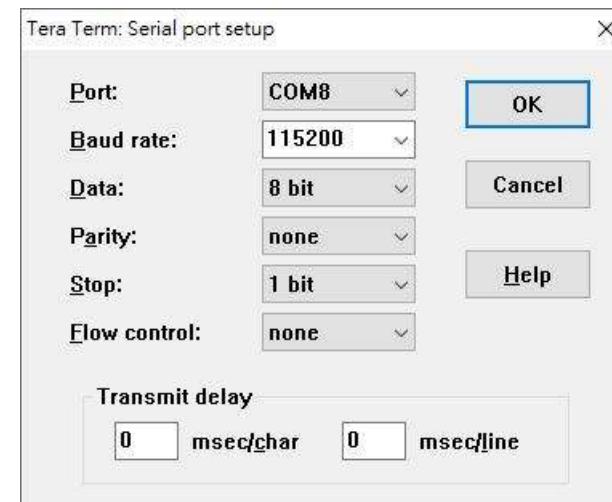 Tera Term: Serial port setup
Port: COM8
OK
Baud rate: 115200
Data: 8 bit
Cancel
Parity: none
Stop: 1 bit
Help
Flow control: none
Transmit delay
0 msec/char 0 msec/line